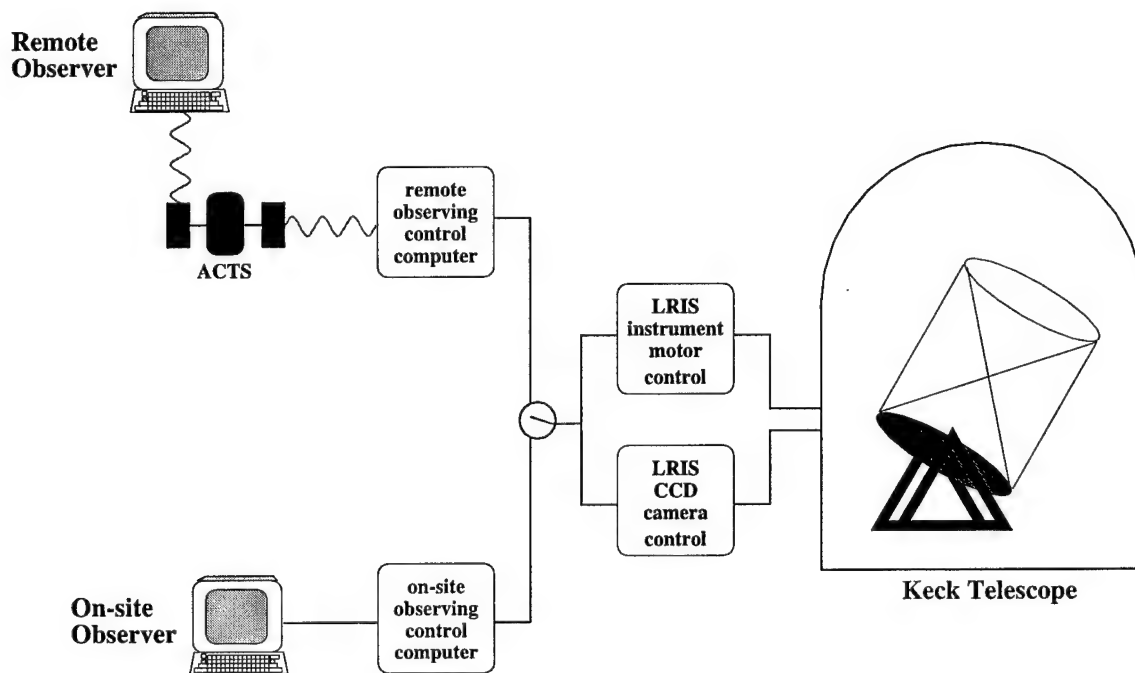 Remote
Observer
ACTS
remote
observing
control
computer
LRIS
instrument
motor
control
LRIS
CCD
camera
control
Keck Telescope
On-site
Observer
on-site
observing
control
computer